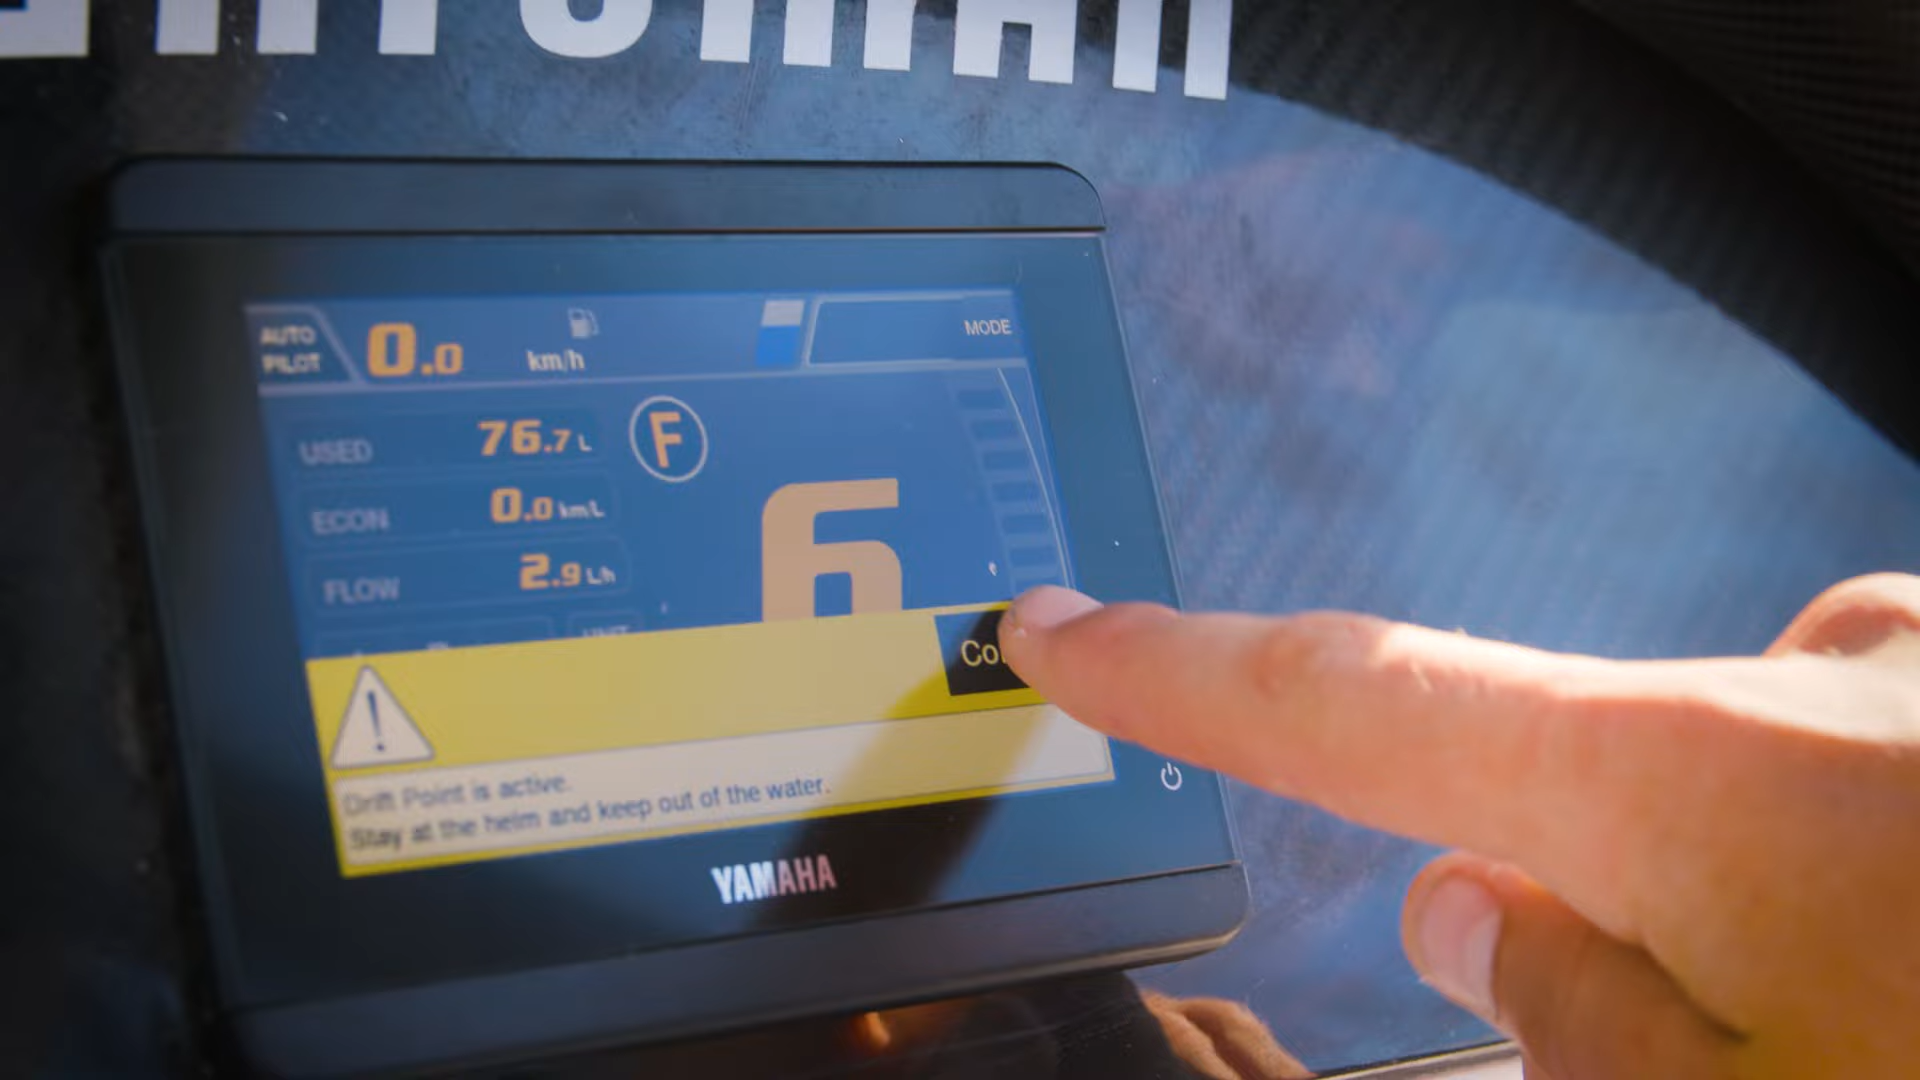 AUTO
PILOT
0.0
km/h
MODE
USED 76.7 L
F
ECON 0.0 km/L
6
FLOW 2.9 L/h
UNIT
Drift Point is active.
Stay at the helm and keep out of the water.
YAMAHA